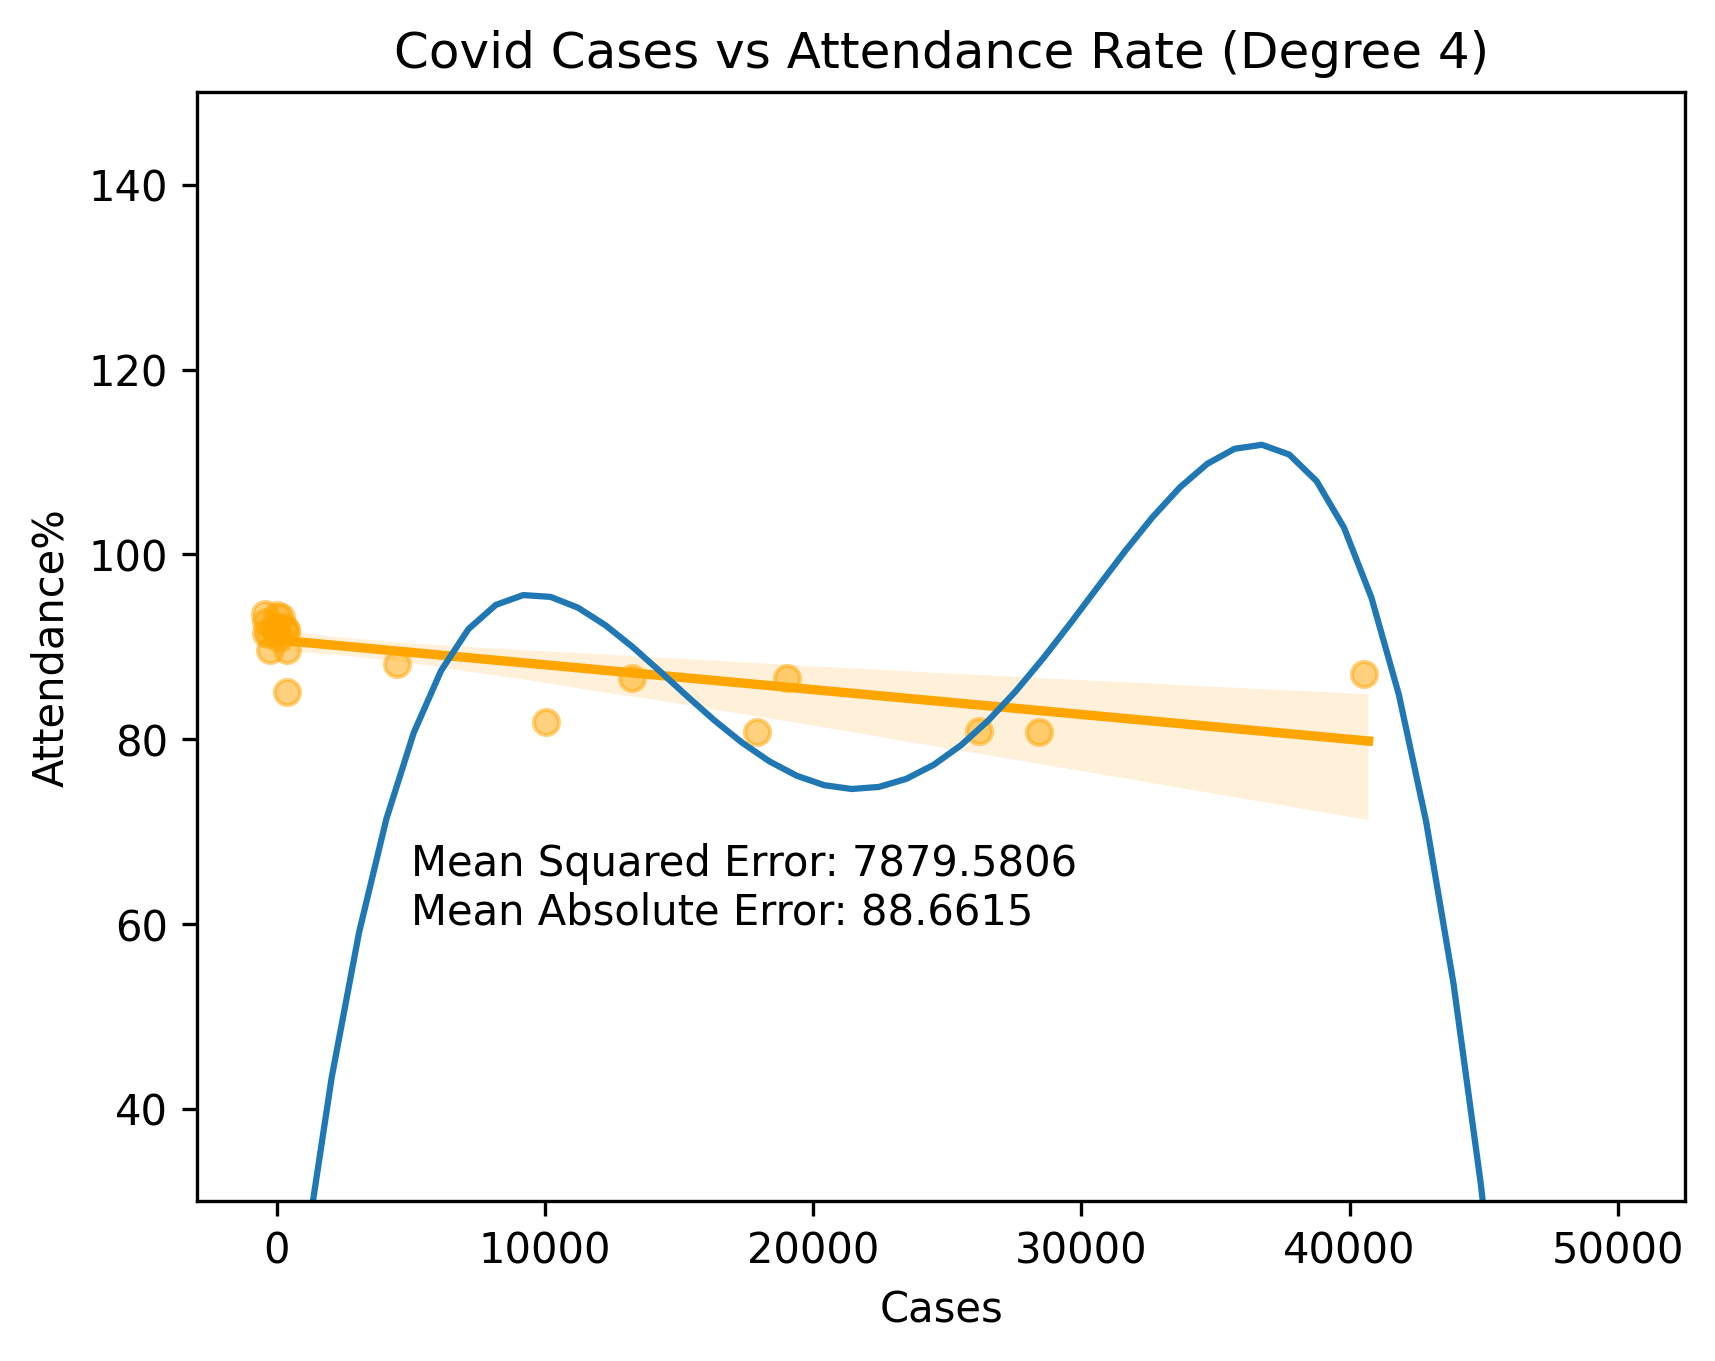 Covid Cases vs Attendance Rate (Degree 4)
140
120
100
80
60
40
Attendance%
Mean Squared Error: 7879.5806
Mean Absolute Error: 88.6615
0 10000 20000 30000 40000 50000
Cases